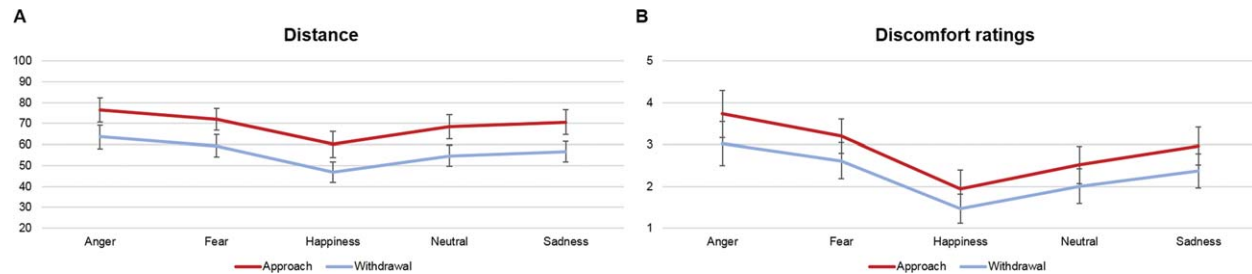 A
Distance
100
90
80
70
60
50
40
30
20
Anger Fear Happiness Neutral Sadness
Approach Withdrawal
B
Discomfort ratings
5
4
3
2
1
Anger Fear Happiness Neutral Sadness
Approach Withdrawal